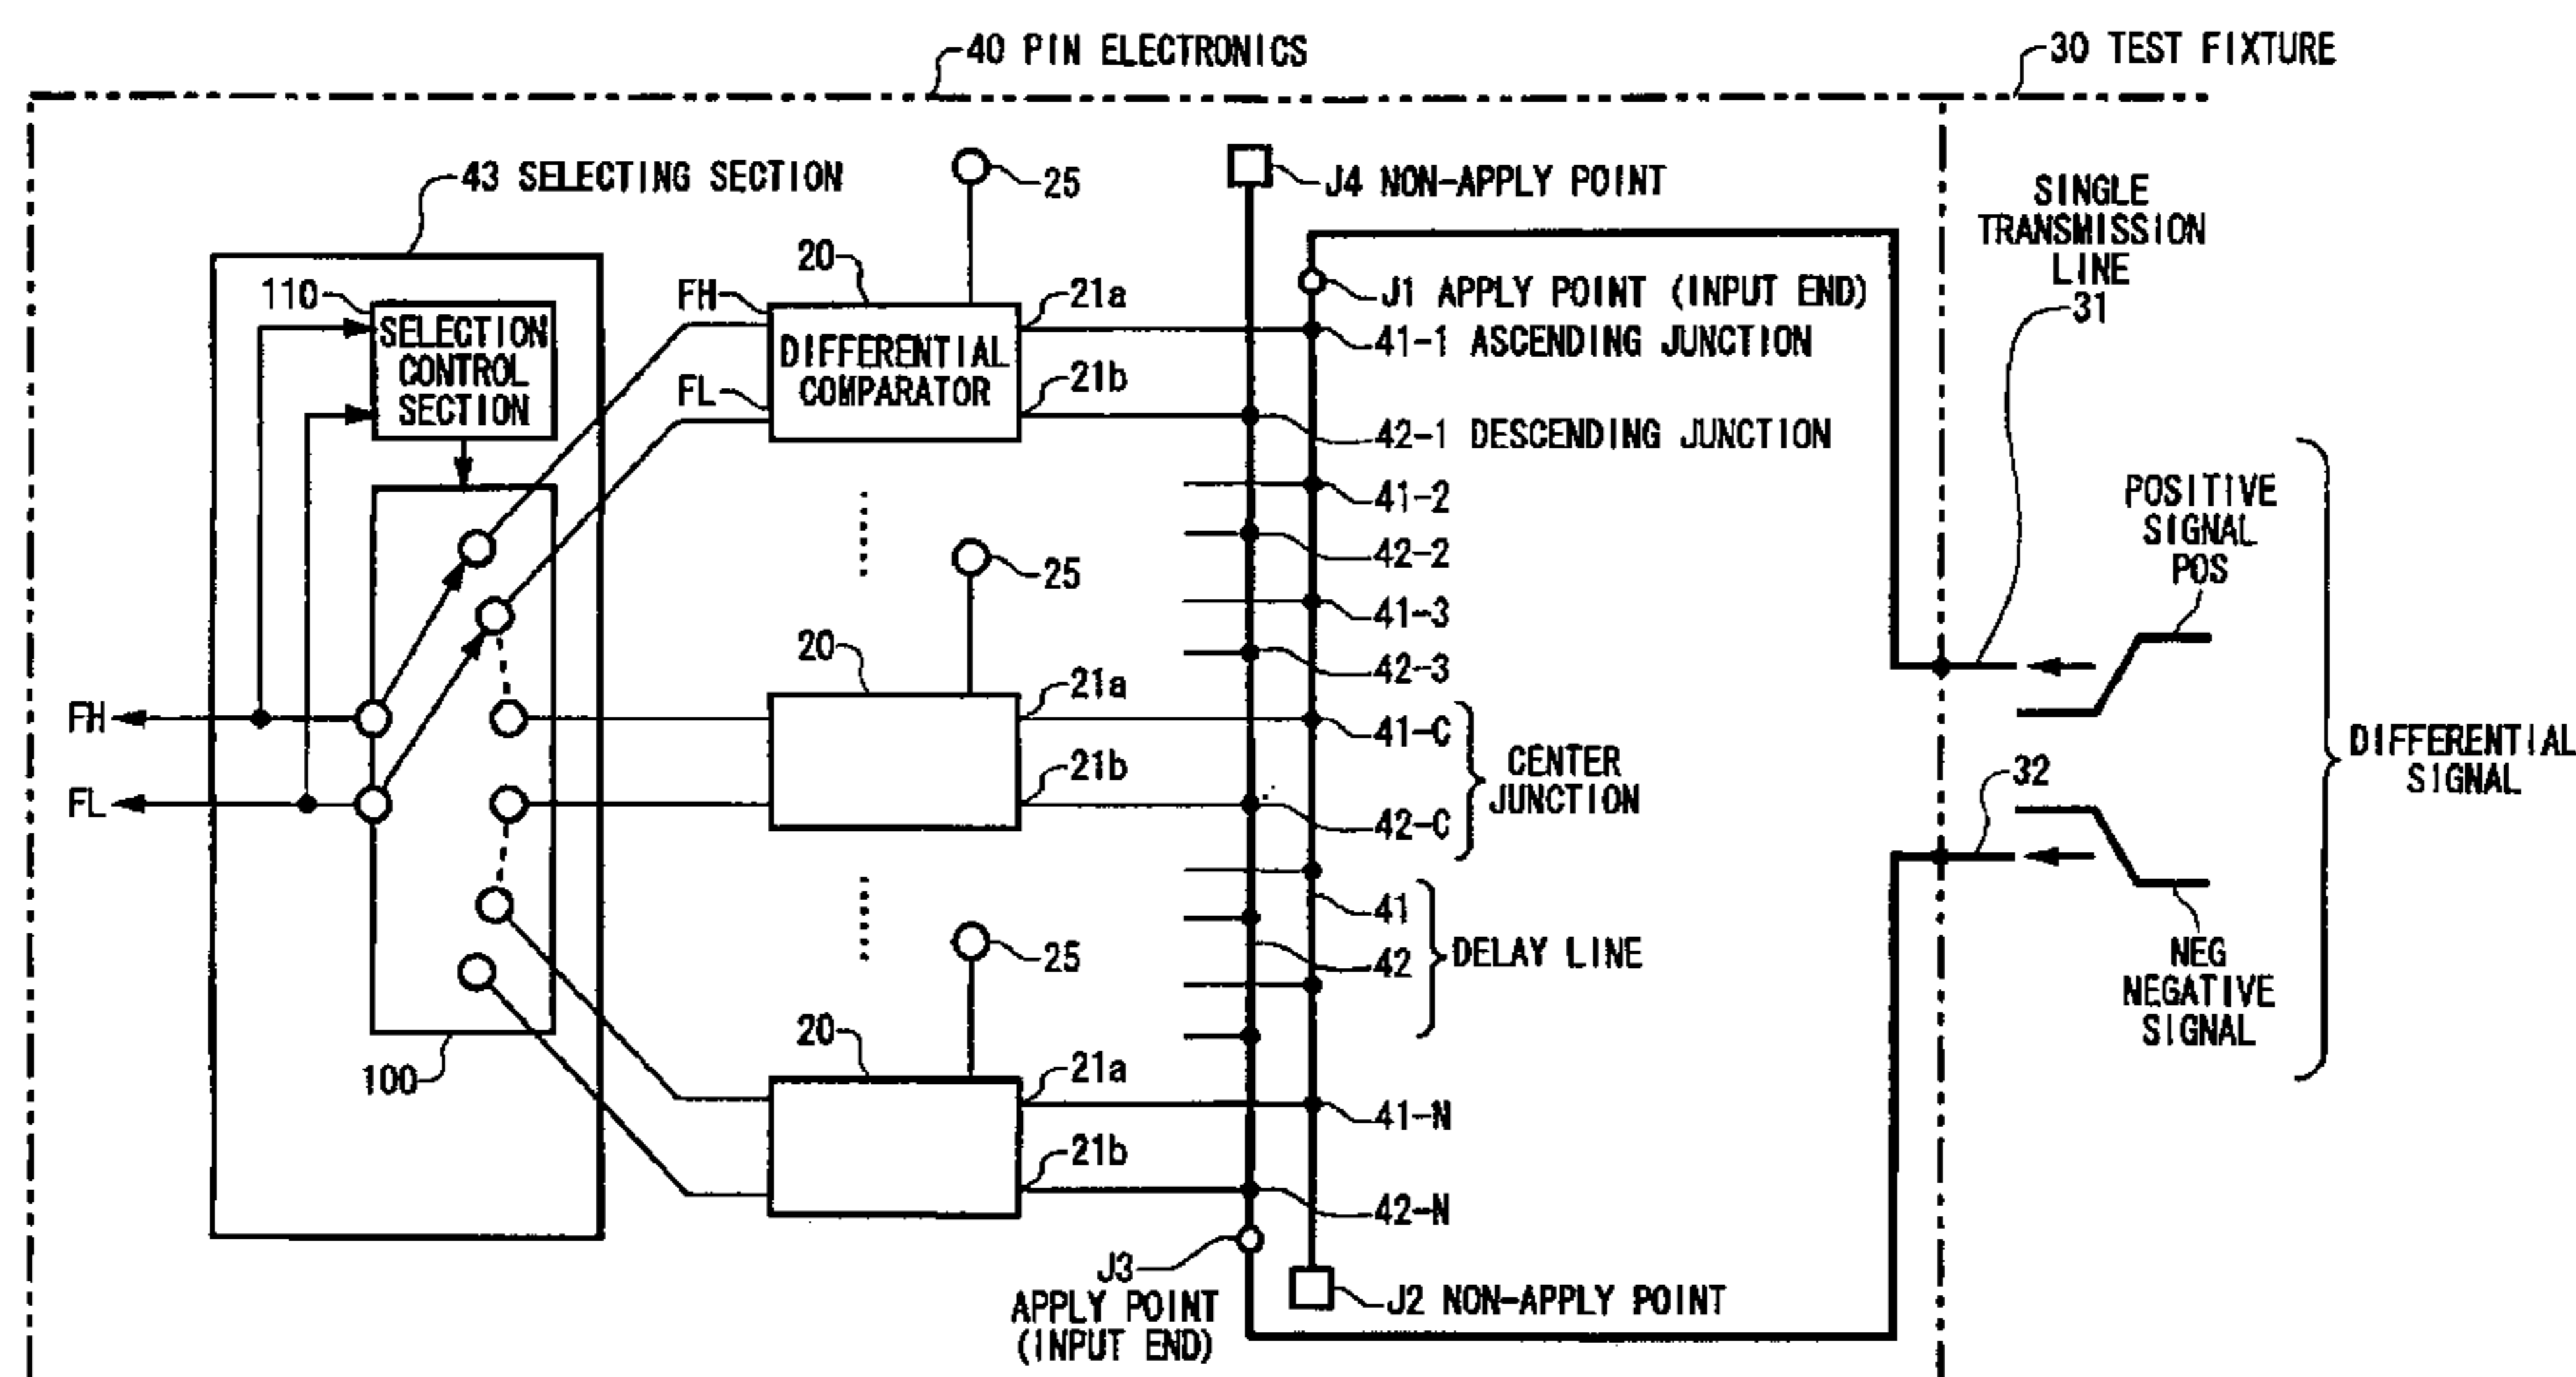 40 PIN ELECTRONICS
30 TEST FIXTURE
43 SELECTING SECTION
25
J4 NON-APPLY POINT
SINGLE
TRANSMISSION
LINE
31
110
SELECTION
CONTROL
SECTION
FH
FL
20
DIFFERENTIAL
COMPARATOR
21a
21b
J1 APPLY POINT (INPUT END)
41-1 ASCENDING JUNCTION
42-1 DESCENDING JUNCTION
41-2
42-2
41-3
42-3
25
20
21a
21b
41-C
42-C
CENTER
JUNCTION
POSITIVE
SIGNAL
POS
DIFFERENTIAL
SIGNAL
32
FH
FL
41
42
DELAY LINE
NEG
NEGATIVE
SIGNAL
25
20
100
21a
21b
41-N
42-N
J3
APPLY POINT
(INPUT END)
J2 NON-APPLY POINT